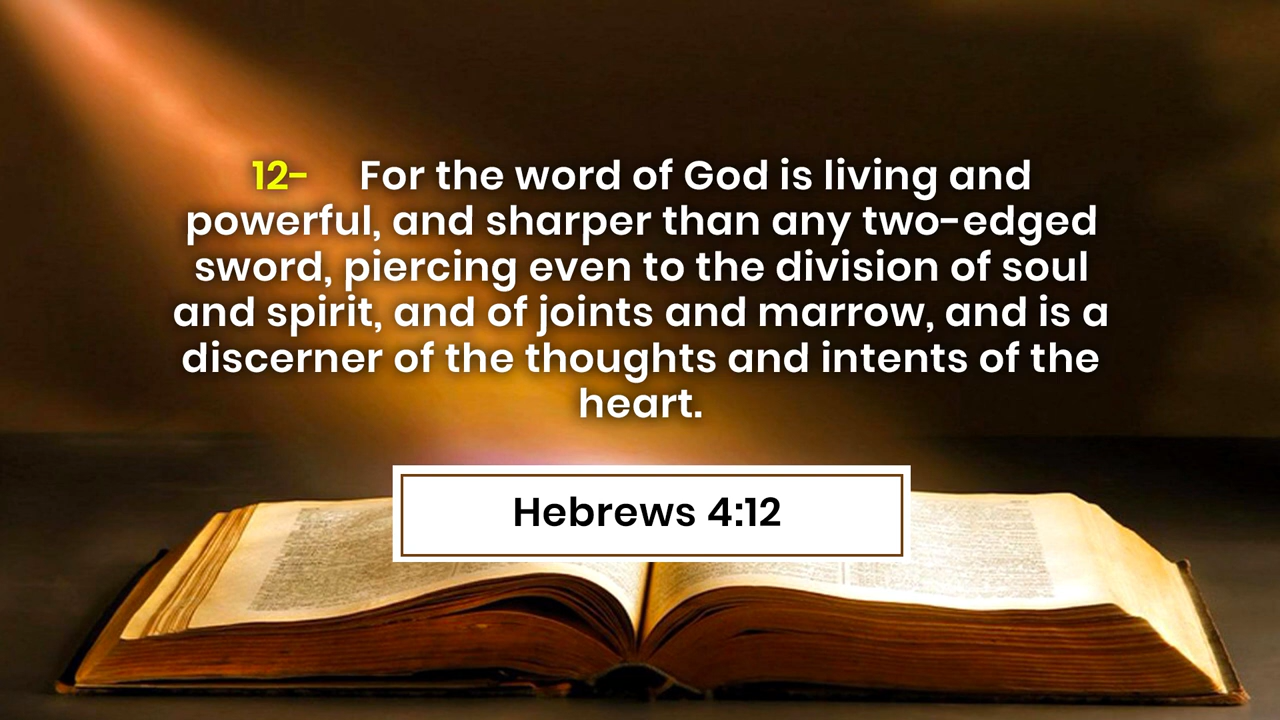 12- For the word of God is living and
powerful, and sharper than any two-edged
sword, piercing even to the division of soul
and spirit, and of joints and marrow, and is a
discerner of the thoughts and intents of the
heart.
Hebrews 4:12